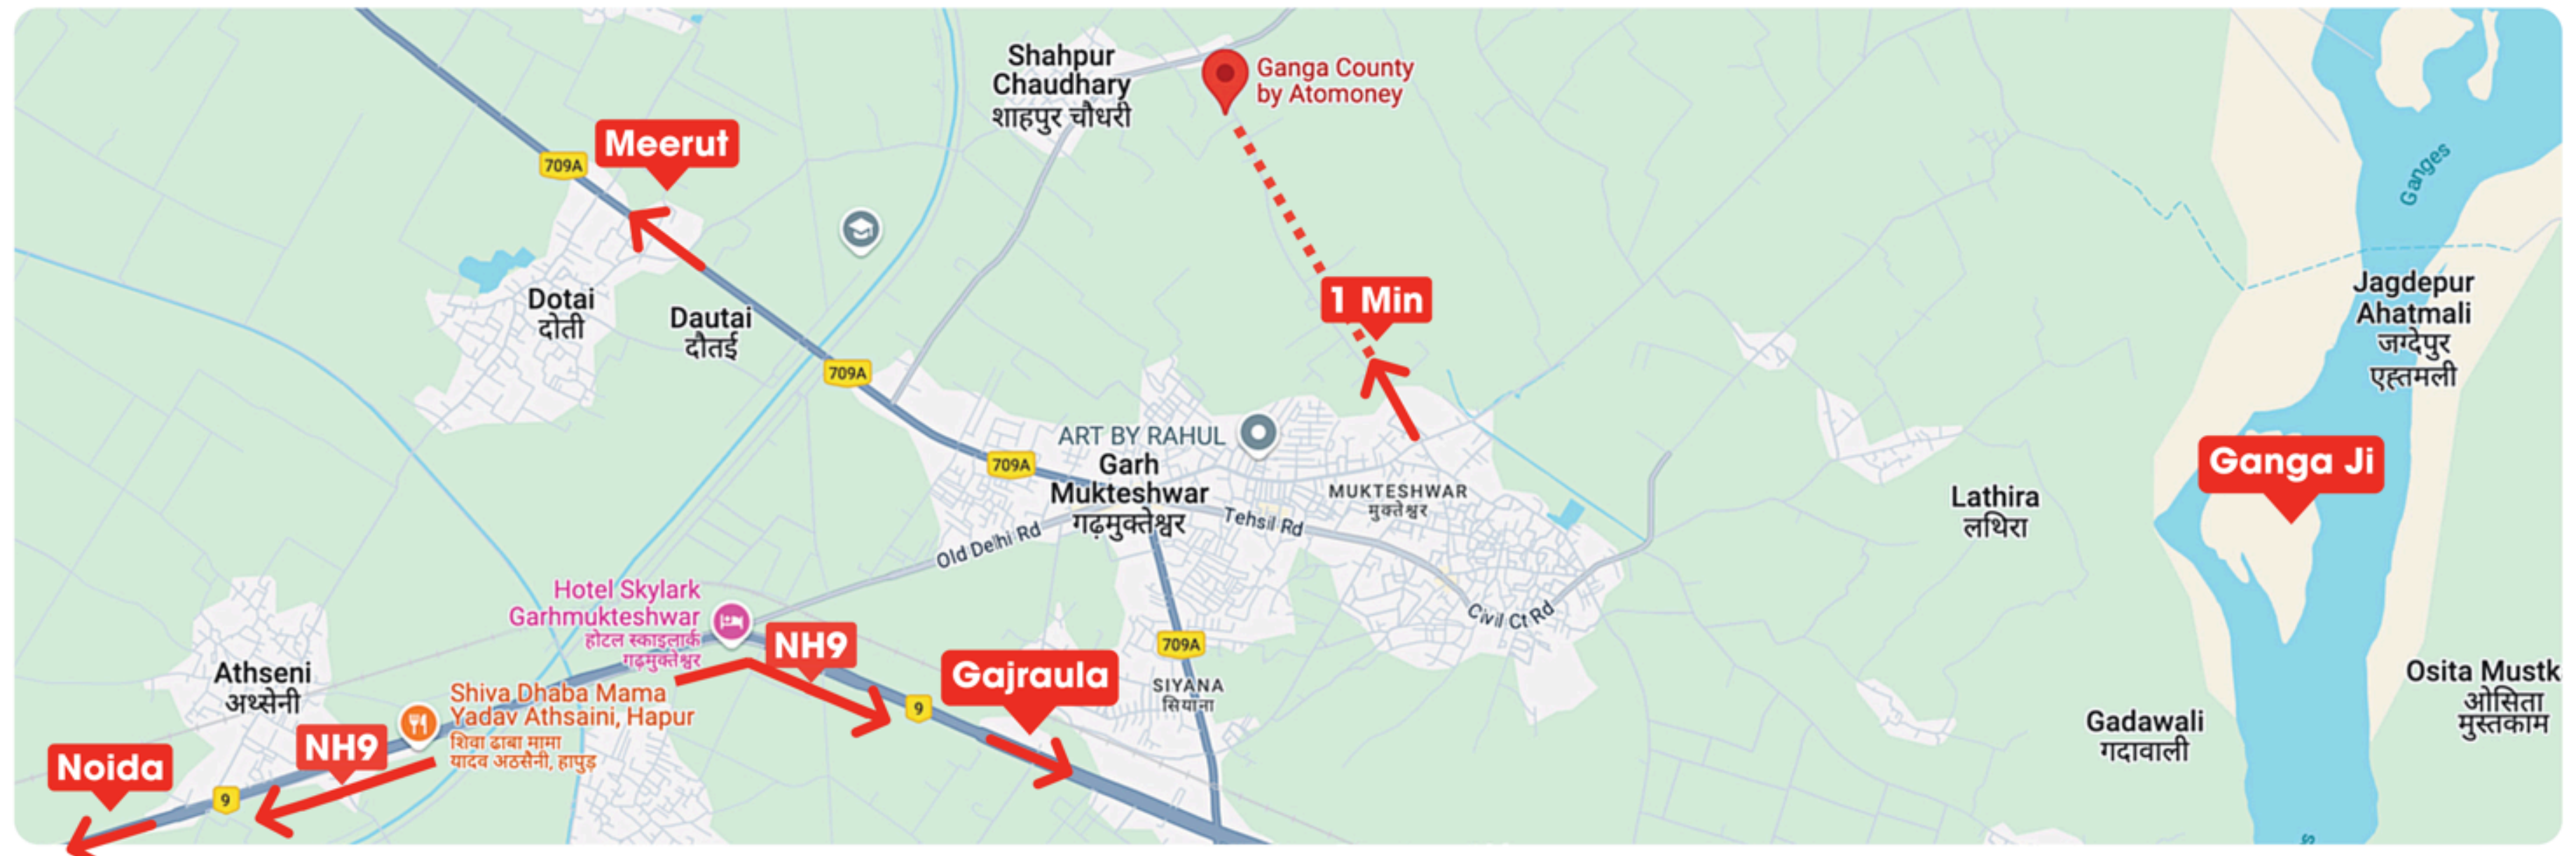 Shahpur
Chaudhary
शाहपुर चौधरी
Ganga County
by Atomoney
Meerut
709A
Ganges
1 Min
Jagdepur
Ahatmali
जग्देपुर
एह्तमली
Dotai
दोती
Dautai
दौतई
709A
ART BY RAHUL
709A
Garh
Mukteshwar
गढ़मुक्तेश्वर
MUKTESHWAR
मुक्तेश्वर
Ganga Ji
Lathira
लथिरा
Tehsil Rd
Old Delhi Rd
Hotel Skylark
Garhmukteshwar
होटल स्काइलार्क
गढ़मुक्तेश्वर
Civil Ct Rd
NH9
709A
Gajraula
SIYANA
सियाना
9
Athseni
अथ्सेनी
Shiva Dhaba Mama
Yadav Athsaini, Hapur
शिवा ढाबा मामा
यादव अठसैनी, हापुड़
NH9
Noida
9
Osita Mustk
ओसिता
मुस्तकाम
Gadawali
गदावाली